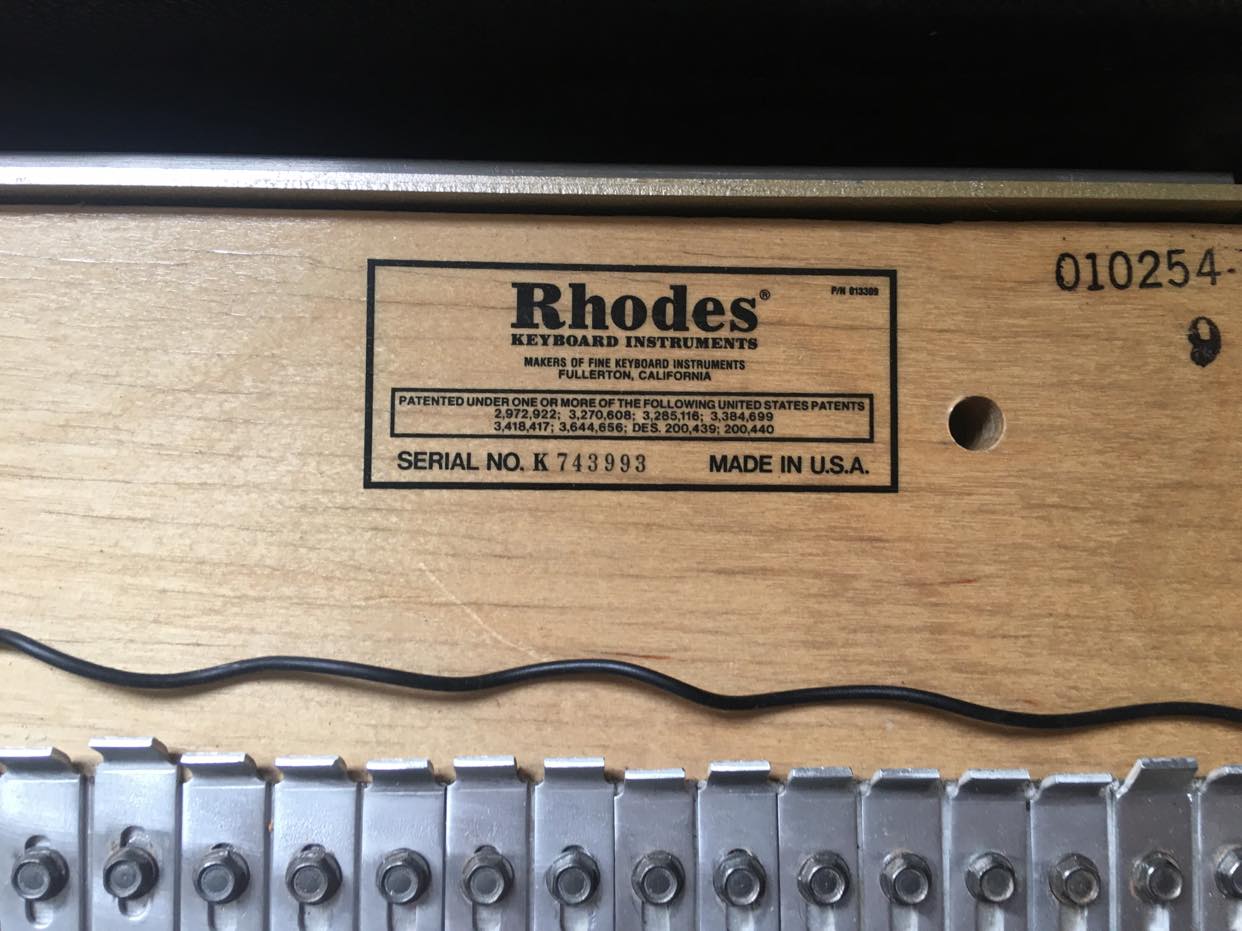 Rhodes®
P/N 013309
KEYBOARD INSTRUMENTS
MAKERS OF FINE KEYBOARD INSTRUMENTS
FULLERTON, CALIFORNIA
PATENTED UNDER ONE OR MORE OF THE FOLLOWING UNITED STATES PATENTS
2,972,922; 3,270,608; 3,285,116; 3,384,699
3,418,417; 3,644,656; DES. 200,439; 200,440
SERIAL NO. K 743993 MADE IN U.S.A.
010254-
9